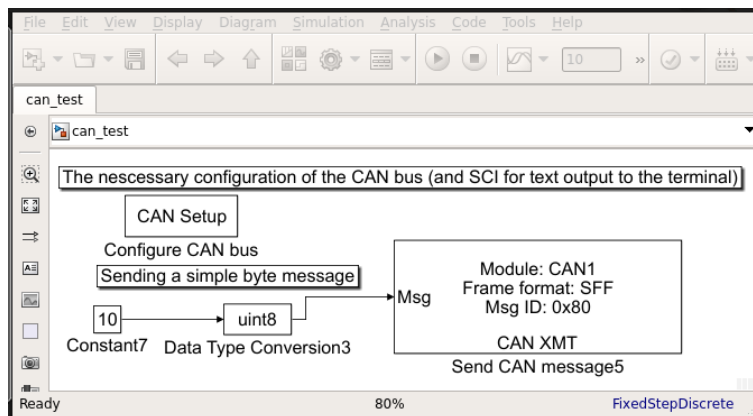 File Edit View Display Diagram Simulation Analysis Code Tools Help
10 »
can_test
can_test
The nescessary configuration of the CAN bus (and SCI for text output to the terminal)
CAN Setup
Configure CAN bus
Sending a simple byte message
10
Constant7
uint8
Data Type Conversion3
Msg
Module: CAN1
Frame format: SFF
Msg ID: 0x80
CAN XMT
Send CAN message5
Ready 80% FixedStepDiscrete